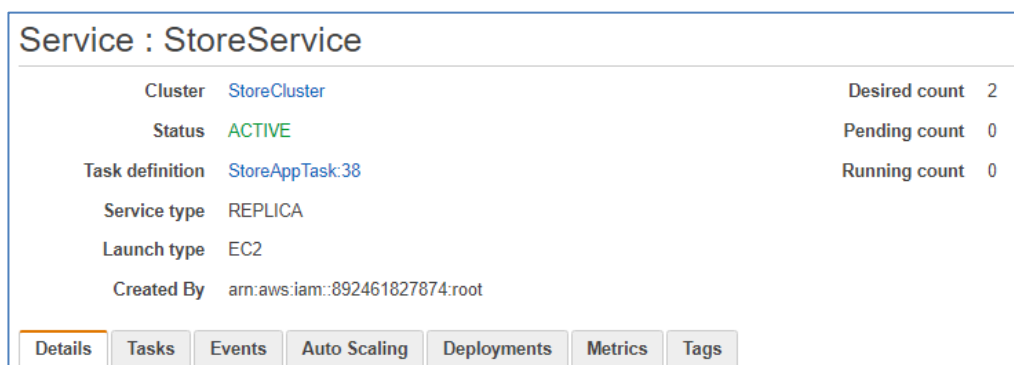 Service : StoreService
Cluster StoreCluster Desired count 2
Status ACTIVE Pending count 0
Task definition StoreAppTask:38 Running count 0
Service type REPLICA
Launch type EC2
Created By arn:aws:iam::892461827874:root
Details Tasks Events Auto Scaling Deployments Metrics Tags